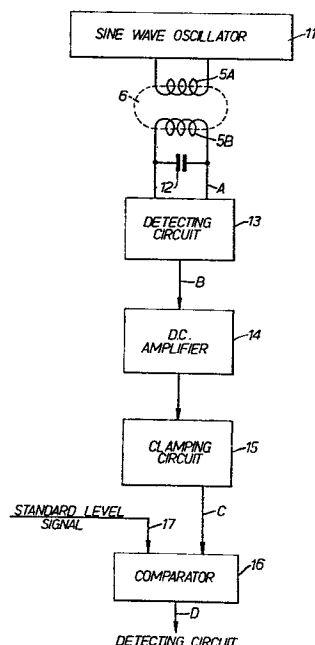 SINE WAVE OSCILLATOR
11
5A
6
5B
12
A
DETECTING
CIRCUIT
13
B
D.C.
AMPLIFIER
14
CLAMPING
CIRCUIT
15
STANDARD LEVEL
SIGNAL
17
C
COMPARATOR
16
D
DETECTING CIRCUIT